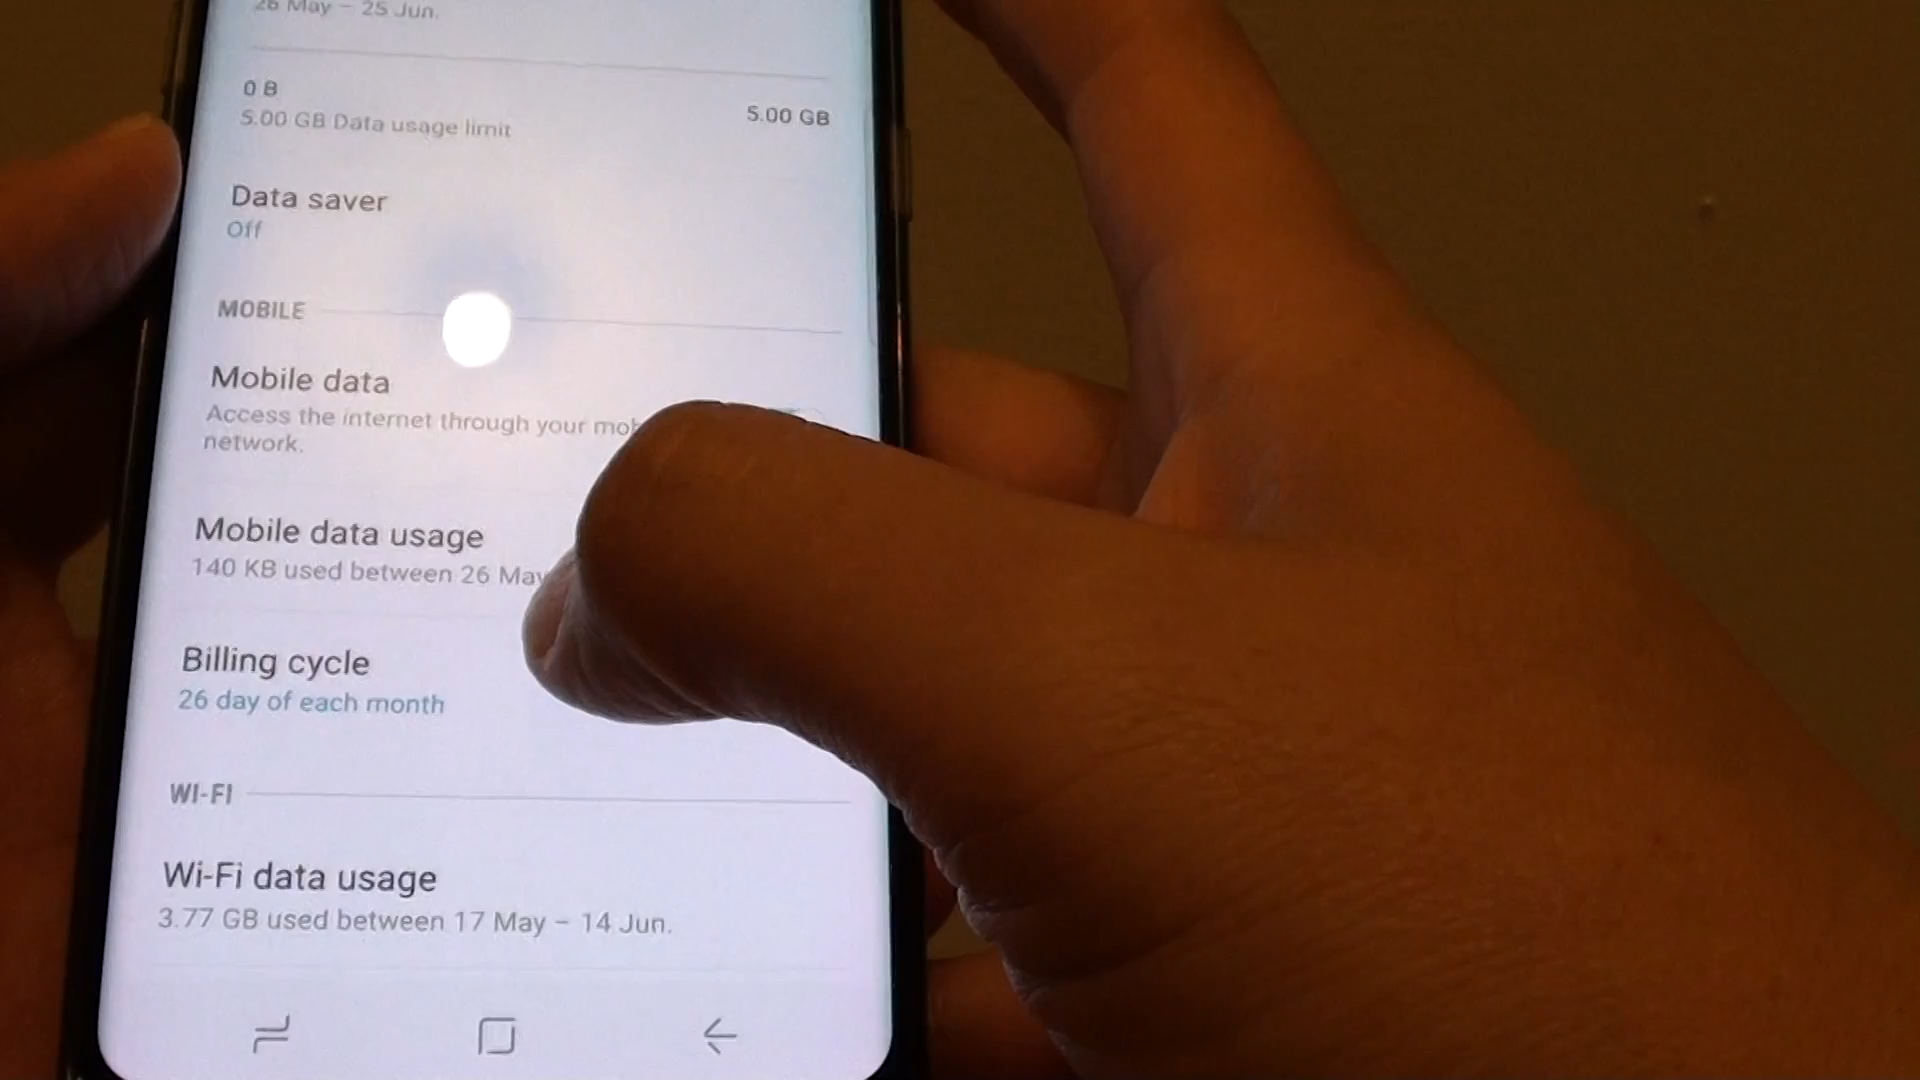 26 May – 25 Jun.
0 B
5.00 GB
5.00 GB Data usage limit
Data saver
Off
MOBILE
Mobile data
Access the internet through your
network.
Mobile data usage
140 KB used between 26 May
Billing cycle
26 day of each month
WI-FI
Wi-Fi data usage
3.77 GB used between 17 May – 14 Jun.